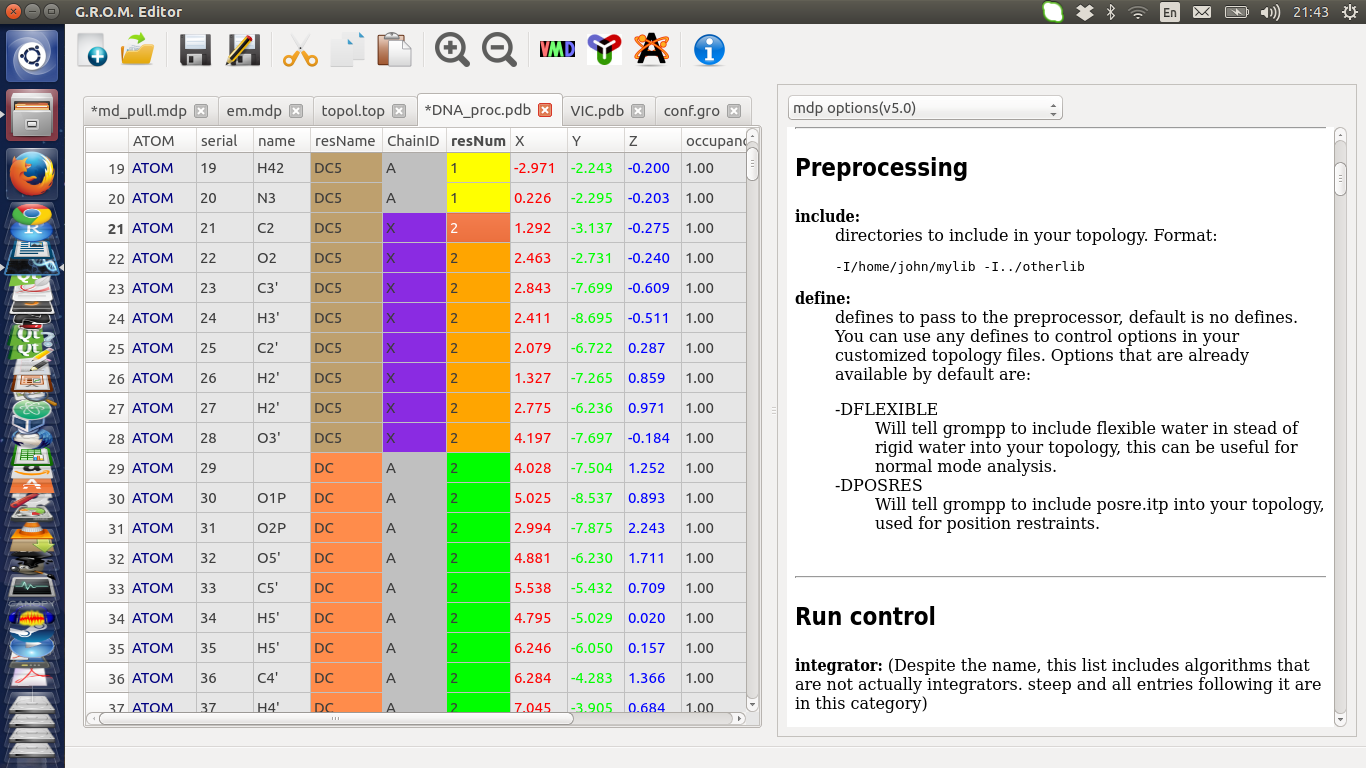 G.R.O.M. Editor
En
21:43
VMD
*md_pull.mdp
em.mdp
topol.top
*DNA_proc.pdb
VIC.pdb
conf.gro
ATOM serial name resName ChainID resNum X Y Z occupanc
19 ATOM 19 H42 DC5 A 1 -2.971 -2.243 -0.200 1.00
20 ATOM 20 N3 DC5 A 1 0.226 -2.295 -0.203 1.00
21 ATOM 21 C2 DC5 X 2 1.292 -3.137 -0.275 1.00
22 ATOM 22 O2 DC5 X 2 2.463 -2.731 -0.240 1.00
23 ATOM 23 C3' DC5 X 2 2.843 -7.699 -0.609 1.00
24 ATOM 24 H3' DC5 X 2 2.411 -8.695 -0.511 1.00
25 ATOM 25 C2' DC5 X 2 2.079 -6.722 0.287 1.00
26 ATOM 26 H2' DC5 X 2 1.327 -7.265 0.859 1.00
27 ATOM 27 H2' DC5 X 2 2.775 -6.236 0.971 1.00
28 ATOM 28 O3' DC5 X 2 4.197 -7.697 -0.184 1.00
29 ATOM 29 DC A 2 4.028 -7.504 1.252 1.00
30 ATOM 30 O1P DC A 2 5.025 -8.537 0.893 1.00
31 ATOM 31 O2P DC A 2 2.994 -7.875 2.243 1.00
32 ATOM 32 O5' DC A 2 4.881 -6.230 1.711 1.00
33 ATOM 33 C5' DC A 2 5.538 -5.432 0.709 1.00
34 ATOM 34 H5' DC A 2 4.795 -5.029 0.020 1.00
35 ATOM 35 H5' DC A 2 6.246 -6.050 0.157 1.00
36 ATOM 36 C4' DC A 2 6.284 -4.283 1.366 1.00
37 ATOM 37 H4' DC A 2 7.045 -3.905 0.684 1.00
mdp options(v5.0)
Preprocessing
include:
directories to include in your topology. Format:
-I/home/john/mylib -I../otherlib
define:
defines to pass to the preprocessor, default is no defines.
You can use any defines to control options in your
customized topology files. Options that are already
available by default are:
-DFLEXIBLE
Will tell grompp to include flexible water in stead of
rigid water into your topology, this can be useful for
normal mode analysis.
-DPOSRES
Will tell grompp to include posre.itp into your topology,
used for position restraints.
Run control
integrator: (Despite the name, this list includes algorithms that
are not actually integrators. steep and all entries following it are
in this category)